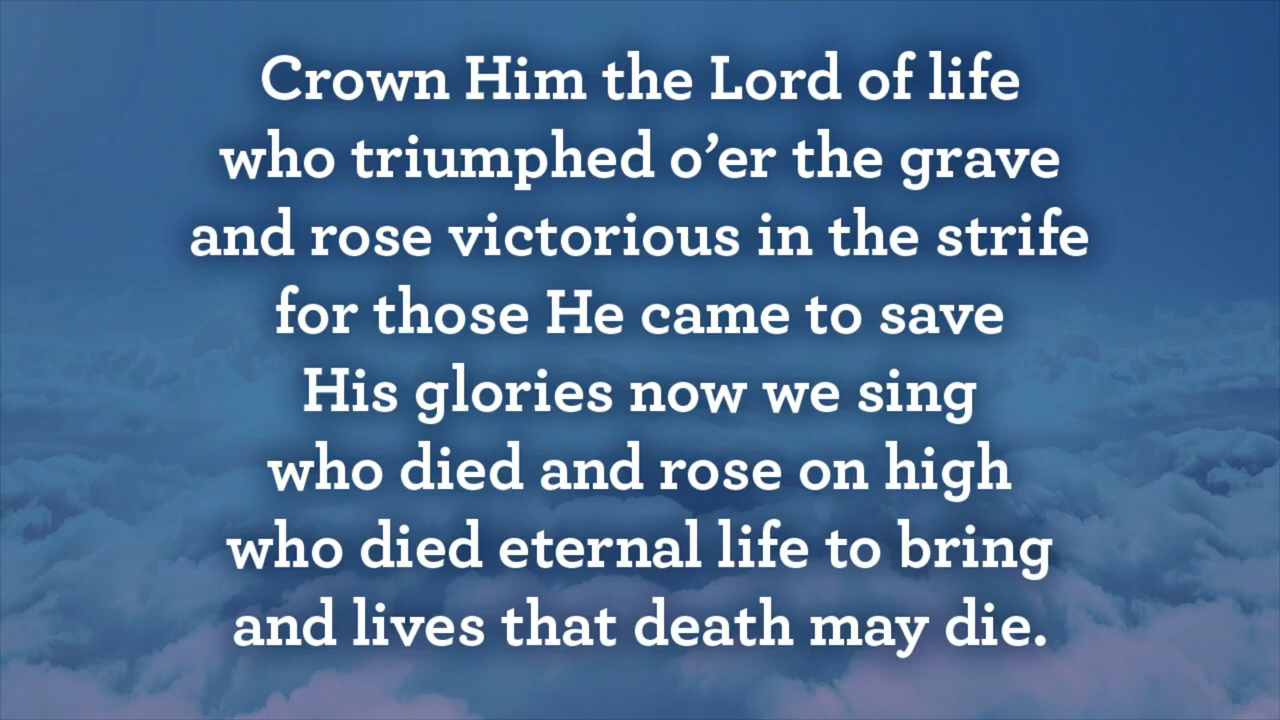 Crown Him the Lord of life
who triumphed o’er the grave
and rose victorious in the strife
for those He came to save
His glories now we sing
who died and rose on high
who died eternal life to bring
and lives that death may die.